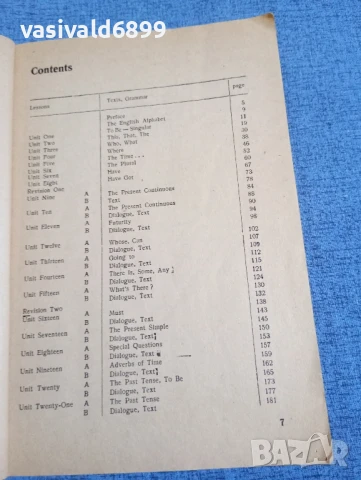 vasivald6899
Contents
Lessons Texts, Grammar page
Preface 5
The English Alphabet 9
Unit One To Be — Singular 11
Unit Two This, That, The 19
Unit Three Who, What 38
Unit Four Where 46
Unit Five The Time...
Unit Six The Plural
Unit Seven Have 67
Unit Eight Have Got 73
Revision One 78
Unit Nine A The Present Continuous 84
B Text 88
Unit Ten A The Present Continuous 90
B Dialogue, Text 94
Unit Eleven A Futurity 98
B Dialogue, Text 102
Unit Twelve A Whose, Can 107
B Dialogue, Text 109
Unit Thirteen A Going to 112
B Dialogue, Text 115
Unit Fourteen A There Is, Some, Any 121
B Dialogue, Text 124
Unit Fifteen A What's There? 130
B Dialogue, Text 132
Revision Two 138
Unit Sixteen A Must 143
B Dialogue, Text 145
Unit Seventeen A The Present Simple 150
B Dialogue, Text 153
Unit Eighteen A Special Questions 157
B Dialogue, Text 159
Unit Nineteen A Adverbs of Time 162
B Dialogue, Text 165
Unit Twenty A The Past Tense, To Be 173
B Dialogue, Text 177
Unit Twenty-One A The Past Tense 181
B Dialogue, Text
7
BAZAR